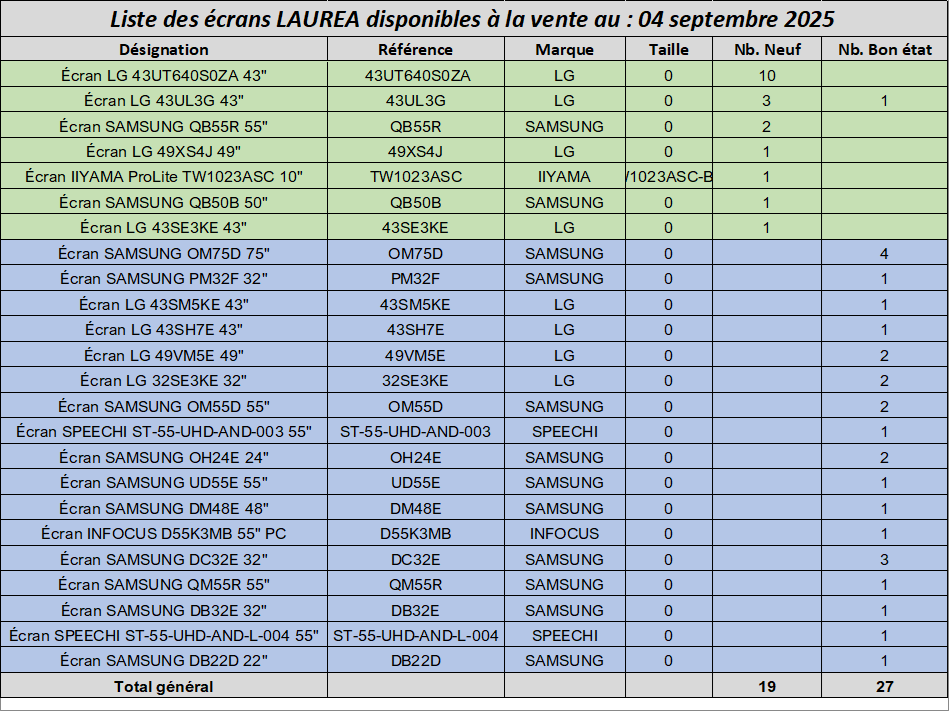 Liste des écrans LAUREA disponibles à la vente au : 04 septembre 2025
Désignation Référence Marque Taille Nb. Neuf Nb. Bon état
Écran LG 43UT640S0ZA 43" 43UT640S0ZA LG 0 10
Écran LG 43UL3G 43" 43UL3G LG 0 3 1
Écran SAMSUNG QB55R 55" QB55R SAMSUNG 0 2
Écran LG 49XS4J 49" 49XS4J LG 0 1
Écran IIYAMA ProLite TW1023ASC 10" TW1023ASC IIYAMA /1023ASC-B 1
Écran SAMSUNG QB50B 50" QB50B SAMSUNG 0 1
Écran LG 43SE3KE 43" 43SE3KE LG 0 1
Écran SAMSUNG OM75D 75" OM75D SAMSUNG 0 4
Écran SAMSUNG PM32F 32" PM32F SAMSUNG 0 1
Écran LG 43SM5KE 43" 43SM5KE LG 0 1
Écran LG 43SH7E 43" 43SH7E LG 0 1
Écran LG 49VM5E 49" 49VM5E LG 0 2
Écran LG 32SE3KE 32" 32SE3KE LG 0 2
Écran SAMSUNG OM55D 55" OM55D SAMSUNG 0 2
Écran SPEECHI ST-55-UHD-AND-003 55" ST-55-UHD-AND-003 SPEECHI 0 1
Écran SAMSUNG OH24E 24" OH24E SAMSUNG 0 2
Écran SAMSUNG UD55E 55" UD55E SAMSUNG 0 1
Écran SAMSUNG DM48E 48" DM48E SAMSUNG 0 1
Écran INFOCUS D55K3MB 55" PC D55K3MB INFOCUS 0 1
Écran SAMSUNG DC32E 32" DC32E SAMSUNG 0 3
Écran SAMSUNG QM55R 55" QM55R SAMSUNG 0 1
Écran SAMSUNG DB32E 32" DB32E SAMSUNG 0 1
Écran SPEECHI ST-55-UHD-AND-L-004 55" ST-55-UHD-AND-L-004 SPEECHI 0 1
Écran SAMSUNG DB22D 22" DB22D SAMSUNG 0 1
Total général 19 27